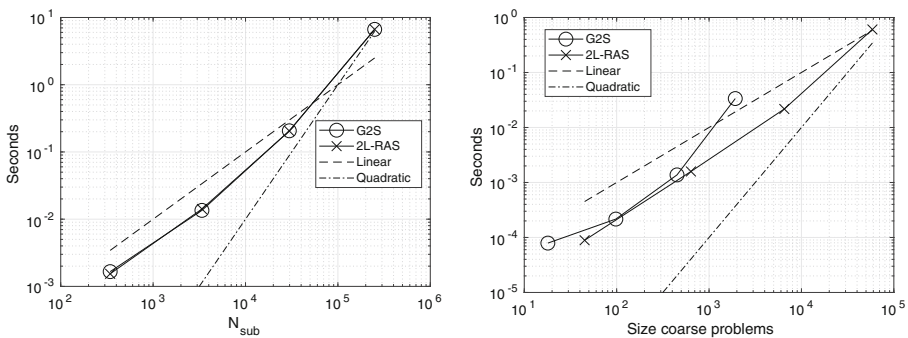 10^1
10^0
10^-1
10^-2
10^-3
Seconds
G2S
2L-RAS
Linear
Quadratic
10^2 10^3 10^4 10^5 10^6
N_sub
10^0
10^-1
10^-2
10^-3
10^-4
10^-5
Seconds
G2S
2L-RAS
Linear
Quadratic
10^1 10^2 10^3 10^4 10^5
Size coarse problems